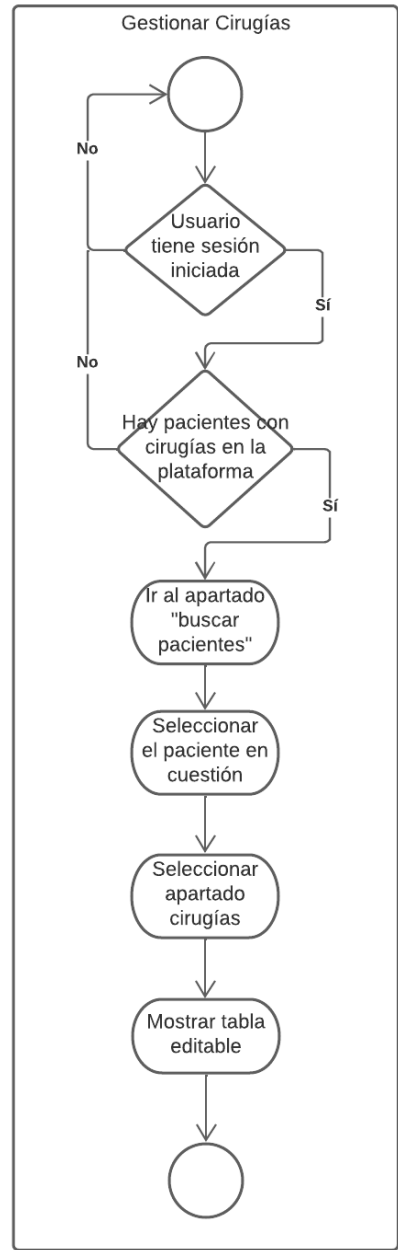 Gestionar Cirugías
No
Usuario
tiene sesión
iniciada
Sí
No
Hay pacientes con
cirugías en la
plataforma
Sí
Ir al apartado
"buscar
pacientes"
Seleccionar
el paciente en
cuestión
Seleccionar
apartado
cirugías
Mostrar tabla
editable